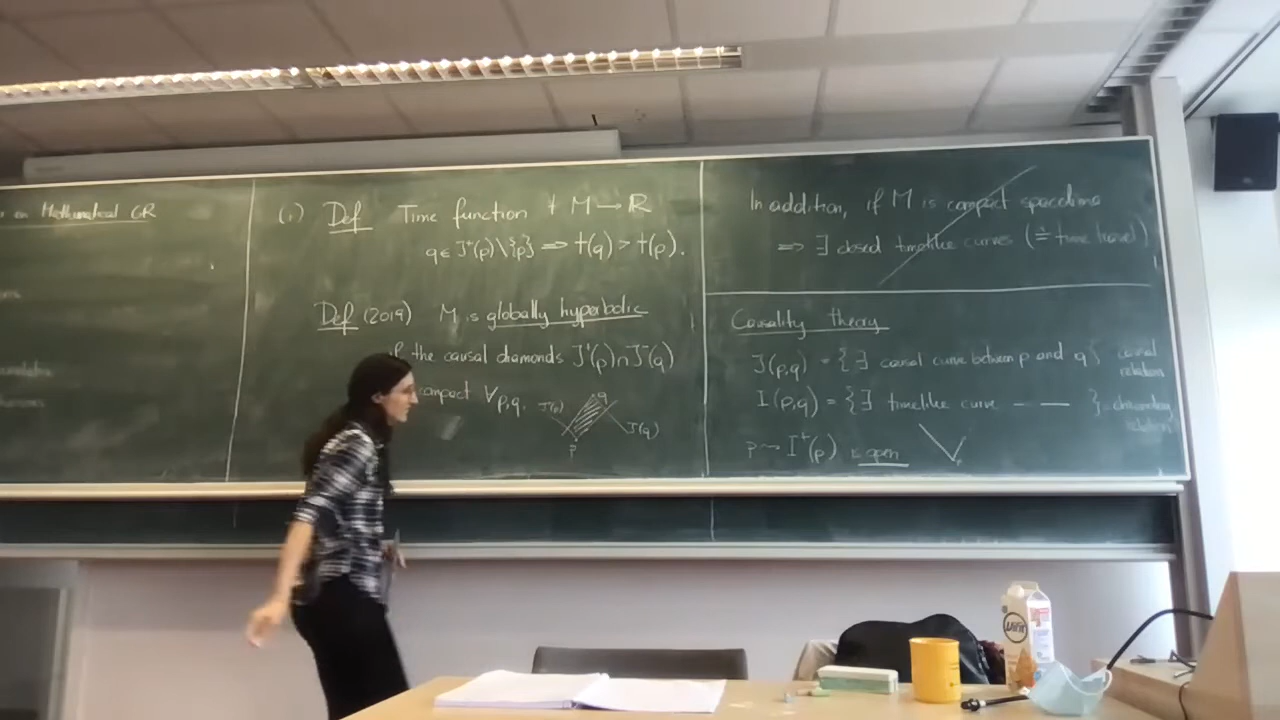 on Mathematical GR
(1) Def Time function t M → ℝ
q ∈ J⁺(p)\{p} ⇒ t(q) > t(p).
Def (2019) M is globally hyperbolic
the causal diamonds J⁺(p) ∩ J⁻(q)
compact ∀ p,q.
J(p)
q
p
J(q)
In addition, if M is compact spacetime
⇒ ∃ closed timelike curves (≐ time travel)
Causality theory
J(p,q) = {∃ causal curve between p and q} causal
relation
I(p,q) = {∃ timelike curve — — }
relation
p ⇝ I⁺(p) is open